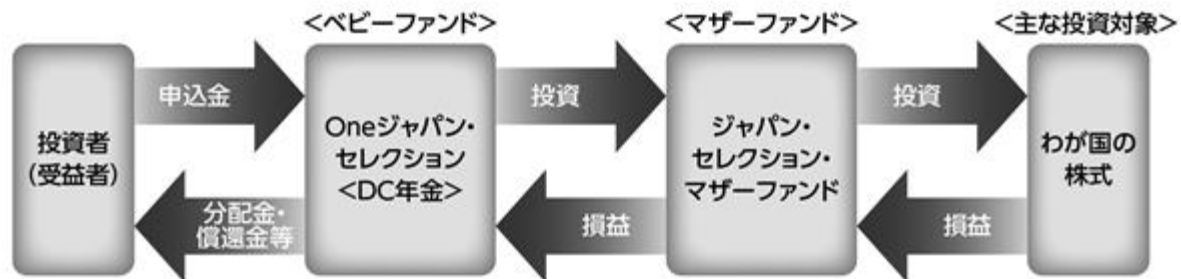 <ベビーファンド>
<マザーファンド>
<主な投資対象>
申込金
投資
投資
投資者
(受益者)
Oneジャパン・
セレクション
<DC年金>
ジャパン・
セレクション・
マザーファンド
わが国の
株式
分配金・
償還金等
損益
損益